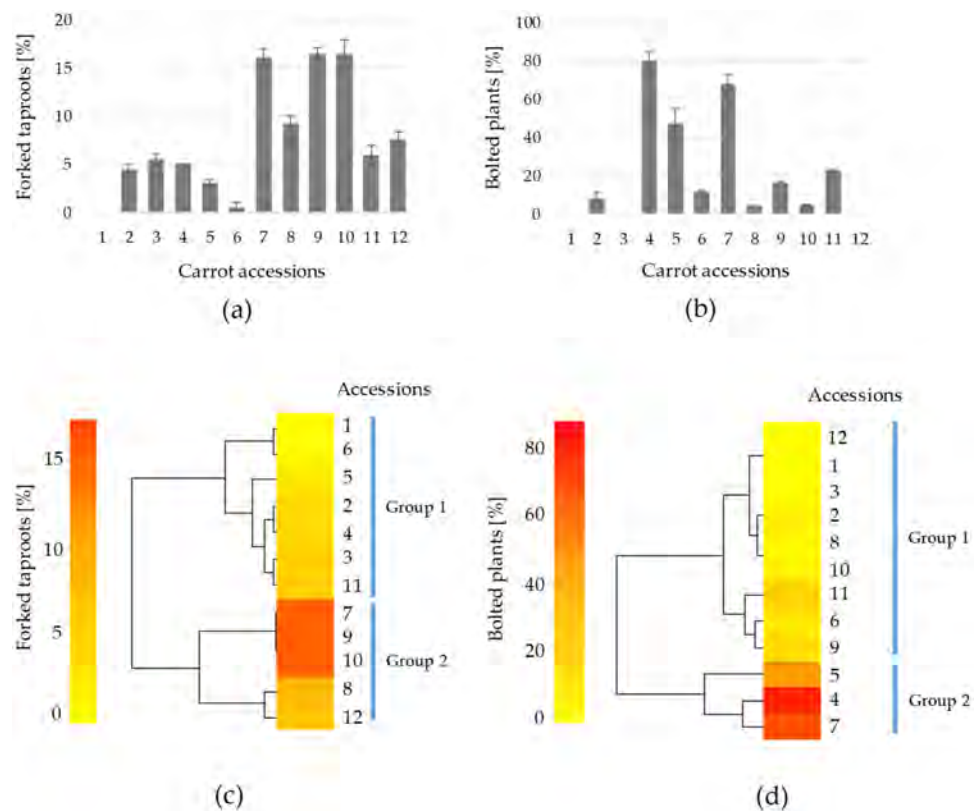 20
15
10
5
0
Forked taproots [%]
1 2 3 4 5 6 7 8 9 10 11 12
Carrot accessions
(a)
100
80
60
40
20
0
Bolted plants [%]
1 2 3 4 5 6 7 8 9 10 11 12
Carrot accessions
(b)
Accessions
15
10
5
0
Forked taproots [%]
1
6
5
2
4
3
11
7
9
10
8
12
Group 1
Group 2
(c)
Accessions
80
60
40
20
0
Bolted plants [%]
12
1
3
2
8
10
11
6
9
5
4
7
Group 1
Group 2
(d)